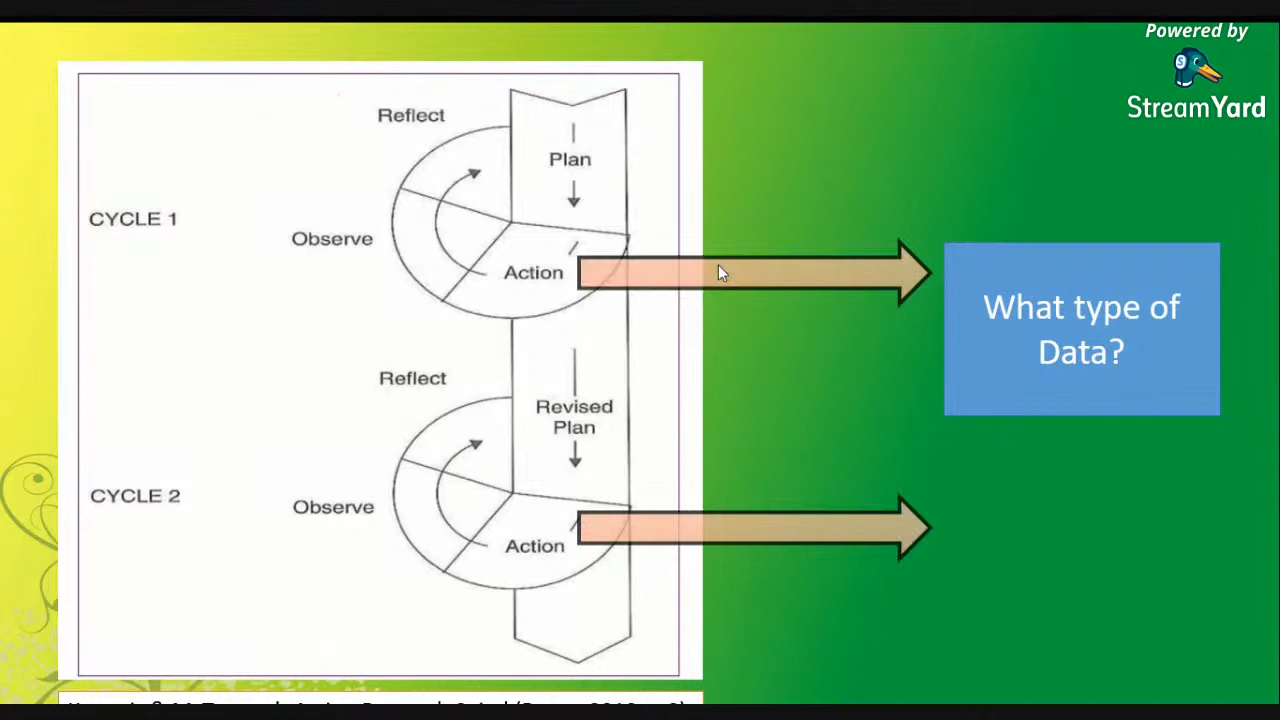 Powered by
StreamYard
Reflect
Plan
CYCLE 1
Observe
Action
What type of
Data?
Reflect
Revised
Plan
CYCLE 2
Observe
Action